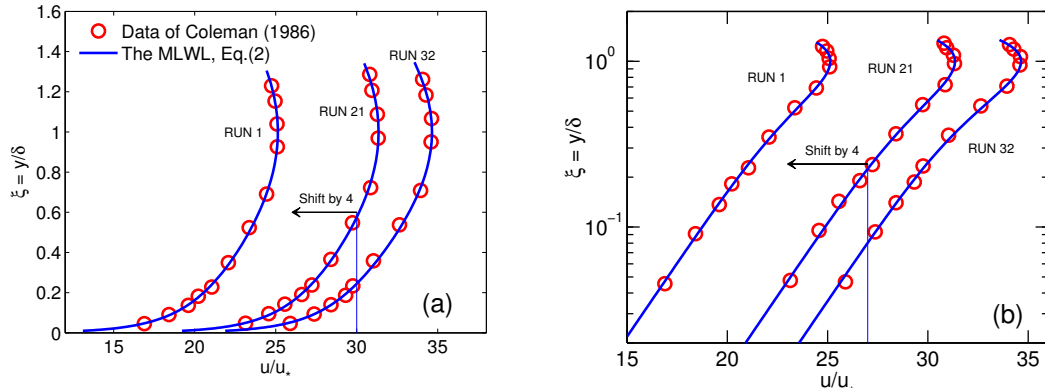 Data of Coleman (1986)
The MLWL, Eq.(2)
RUN 32
RUN 21
RUN 1
Shift by 4
(a)
1.6
1.4
1.2
1
0.8
0.6
0.4
0.2
0
ξ = y/δ
15 20 25 30 35
u/u⋆
RUN 1
RUN 21
RUN 32
Shift by 4
(b)
10⁰
10⁻¹
ξ = y/δ
15 20 25 30 35
u/u